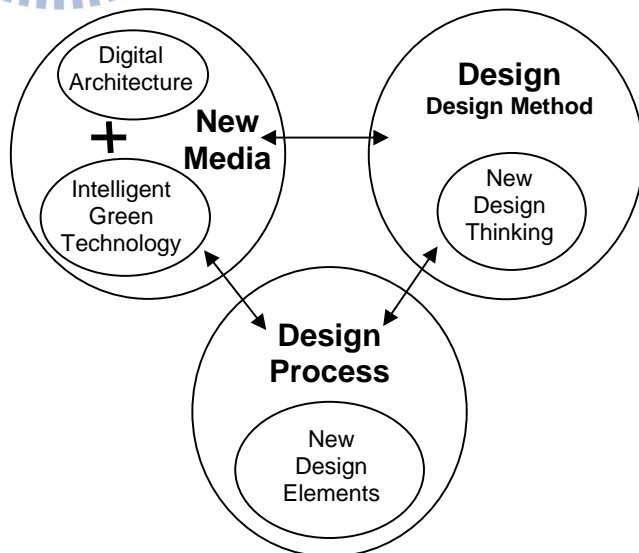 Digital
Architecture
+
New
Media
Intelligent
Green
Technology
Design
Design Method
New
Design
Thinking
Design
Process
New
Design
Elements